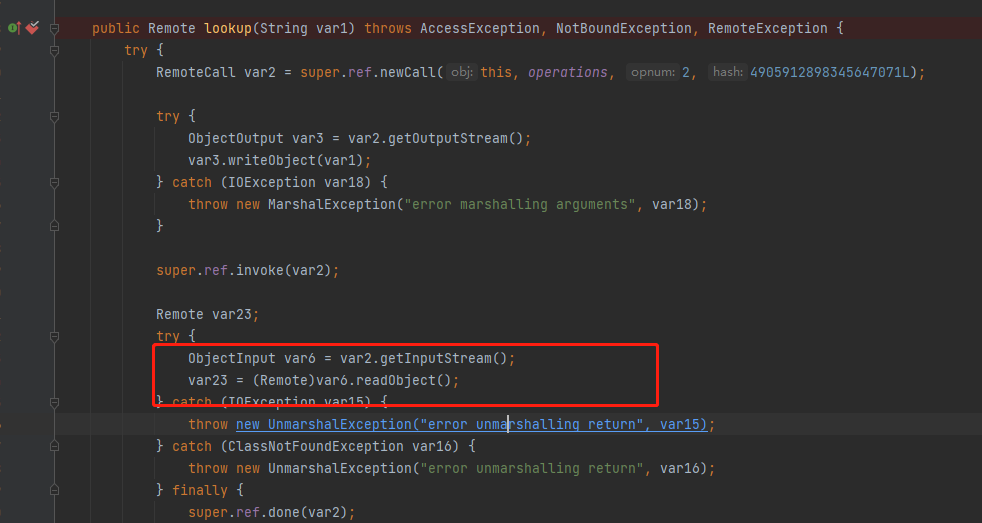 public Remote lookup(String var1) throws AccessException, NotBoundException, RemoteException {
try {
RemoteCall var2 = super.ref.newCall( obj: this, operations, opnum: 2, hash: 4905912898345647071L);
try {
ObjectOutput var3 = var2.getOutputStream();
var3.writeObject(var1);
} catch (IOException var18) {
throw new MarshalException("error marshalling arguments", var18);
}
super.ref.invoke(var2);
Remote var23;
try {
ObjectInput var6 = var2.getInputStream();
var23 = (Remote)var6.readObject();
} catch (IOException var15) {
throw new UnmarshalException("error unmarshalling return", var15);
} catch (ClassNotFoundException var16) {
throw new UnmarshalException("error unmarshalling return", var16);
} finally {
super.ref.done(var2);